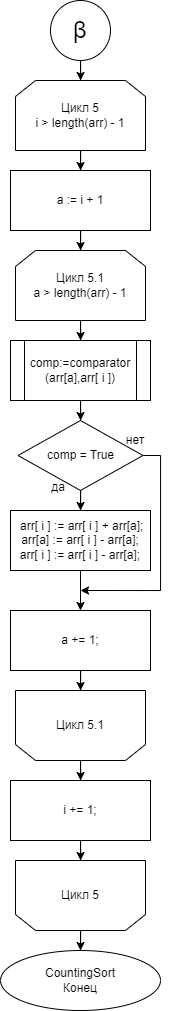 β
Цикл 5
i > length(arr) - 1
a := i + 1
Цикл 5.1
a > length(arr) - 1
comp:=comparator
(arr[a],arr[ i ])
comp = True
нет
да
arr[ i ] := arr[ i ] + arr[a];
arr[a] := arr[ i ] - arr[a];
arr[ i ] := arr[ i ] - arr[a];
a += 1;
Цикл 5.1
i += 1;
Цикл 5
CountingSort
Конец